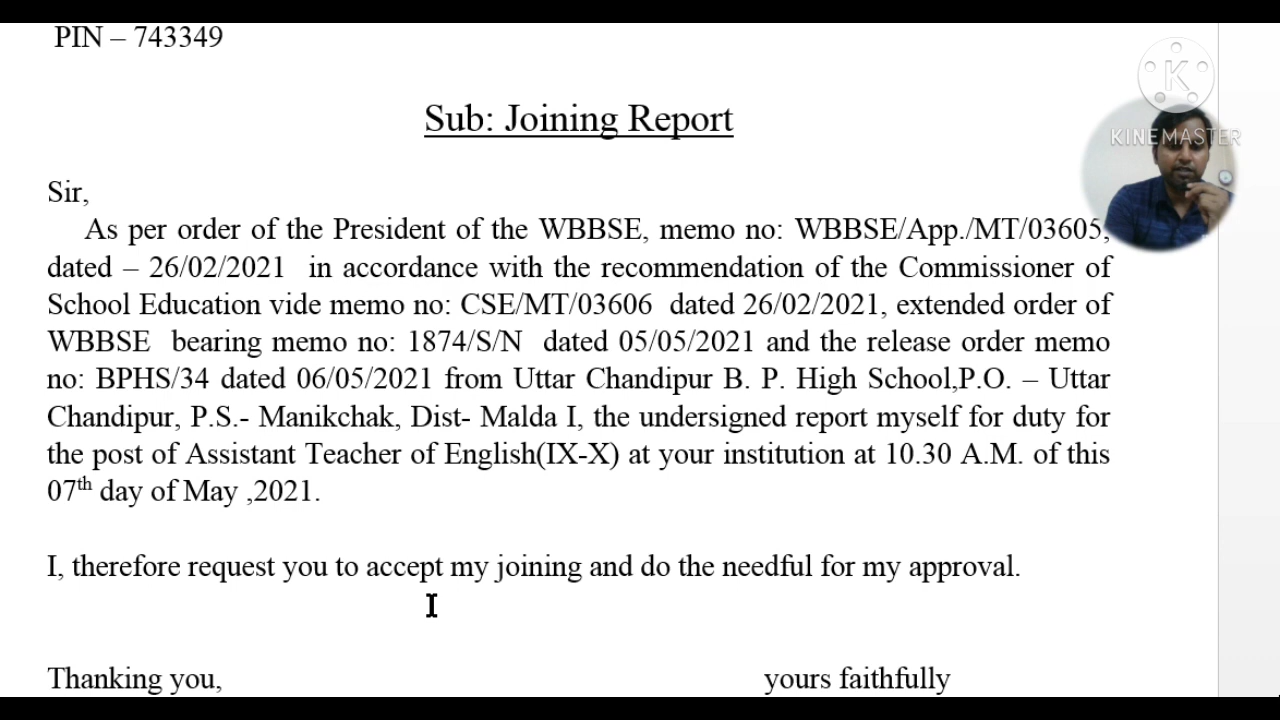 PIN – 743349
Sub: Joining Report
Sir,
As per order of the President of the WBBSE, memo no: WBBSE/App./MT/03605,
dated – 26/02/2021 in accordance with the recommendation of the Commissioner of
School Education vide memo no: CSE/MT/03606 dated 26/02/2021, extended order of
WBBSE bearing memo no: 1874/S/N dated 05/05/2021 and the release order memo
no: BPHS/34 dated 06/05/2021 from Uttar Chandipur B. P. High School,P.O. – Uttar
Chandipur, P.S.- Manikchak, Dist- Malda I, the undersigned report myself for duty for
the post of Assistant Teacher of English(IX-X) at your institution at 10.30 A.M. of this
07th day of May ,2021.
I, therefore request you to accept my joining and do the needful for my approval.
Thanking you, yours faithfully
K
KINEMASTER